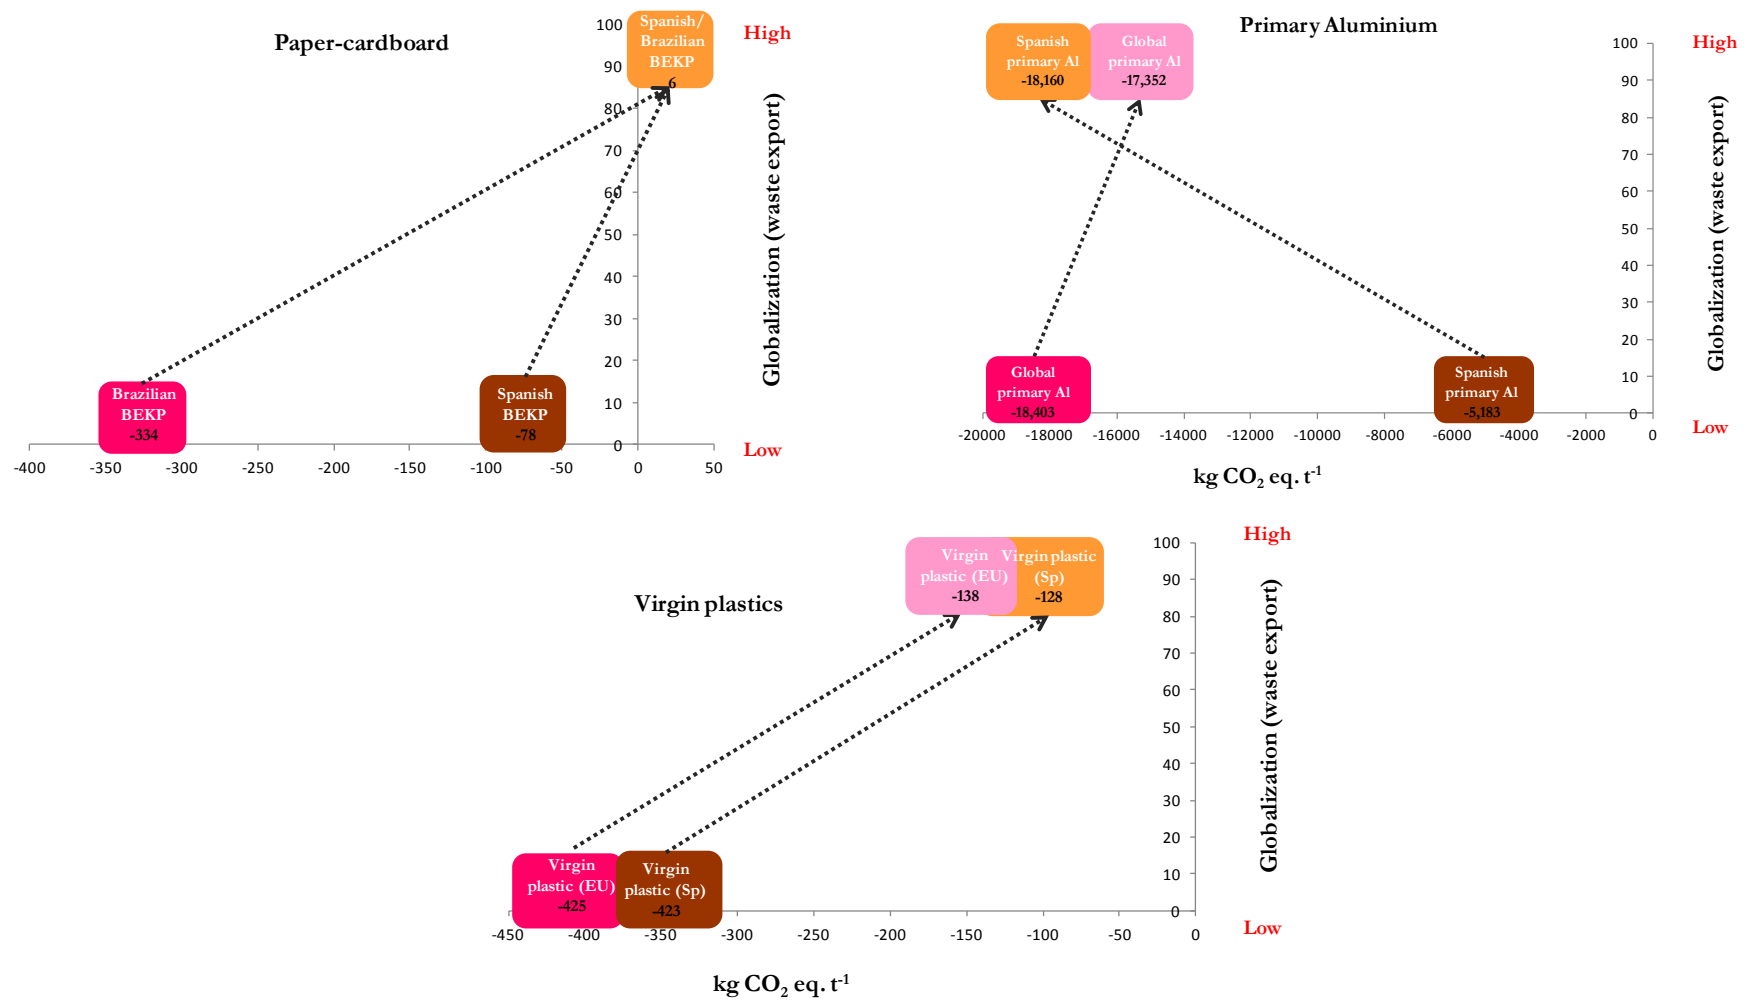 Paper-cardboard
100
90
80
70
60
50
40
30
20
10
0
Spanish/
Brazilian
BEKP
6
High
Globalization (waste export)
Low
Brazilian
BEKP
-334
Spanish
BEKP
-78
-400 -350 -300 -250 -200 -150 -100 -50 0 50
Primary Aluminium
Spanish
primary Al
-18,160
Global
primary Al
-17,352
100
90
80
70
60
50
40
30
20
10
0
High
Globalization (waste export)
Low
Global
primary Al
-18,403
Spanish
primary Al
-5,183
-20000 -18000 -16000 -14000 -12000 -10000 -8000 -6000 -4000 -2000 0
kg CO₂ eq. t⁻¹
Virgin plastics
Virgin
plastic (EU)
-138
Virgin plastic
(Sp)
-128
100
90
80
70
60
50
40
30
20
10
0
High
Globalization (waste export)
Low
Virgin
plastic (EU)
-425
Virgin
plastic (Sp)
-423
-450 -400 -350 -300 -250 -200 -150 -100 -50 0
kg CO₂ eq. t⁻¹